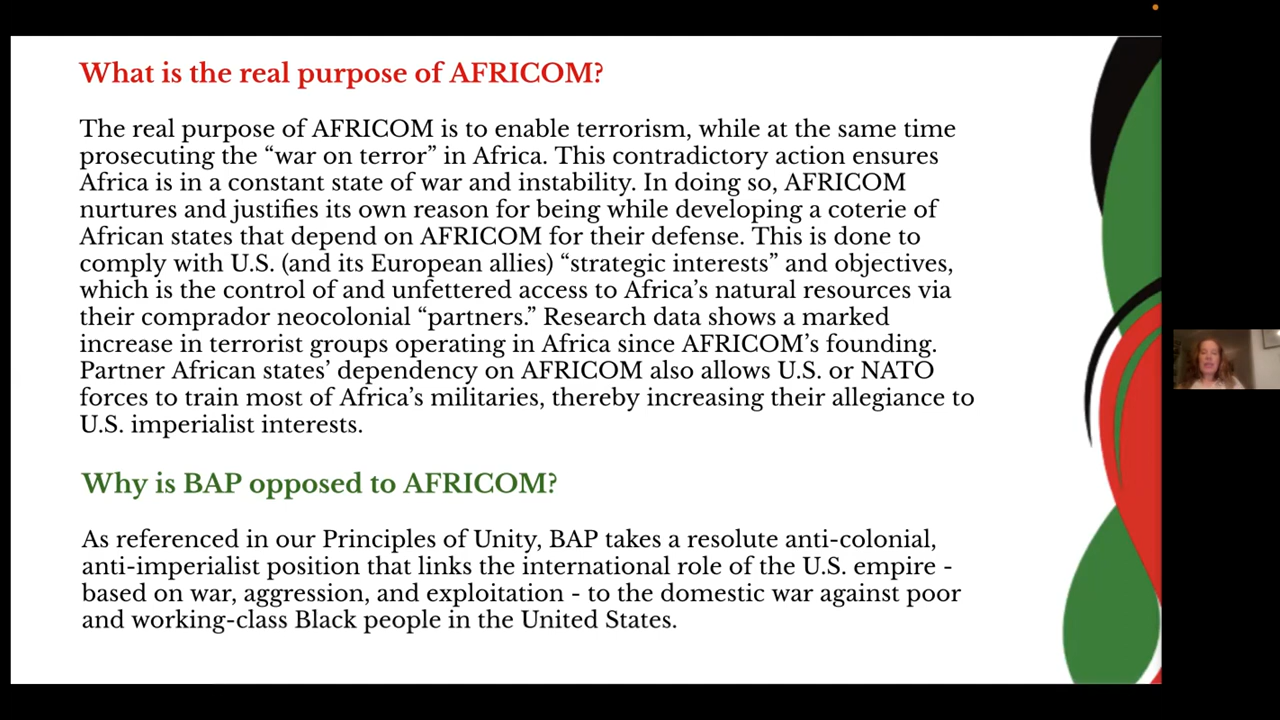 What is the real purpose of AFRICOM?
The real purpose of AFRICOM is to enable terrorism, while at the same time
prosecuting the “war on terror” in Africa. This contradictory action ensures
Africa is in a constant state of war and instability. In doing so, AFRICOM
nurtures and justifies its own reason for being while developing a coterie of
African states that depend on AFRICOM for their defense. This is done to
comply with U.S. (and its European allies) “strategic interests” and objectives,
which is the control of and unfettered access to Africa’s natural resources via
their comprador neocolonial “partners.” Research data shows a marked
increase in terrorist groups operating in Africa since AFRICOM’s founding.
Partner African states’ dependency on AFRICOM also allows U.S. or NATO
forces to train most of Africa’s militaries, thereby increasing their allegiance to
U.S. imperialist interests.
Why is BAP opposed to AFRICOM?
As referenced in our Principles of Unity, BAP takes a resolute anti-colonial,
anti-imperialist position that links the international role of the U.S. empire -
based on war, aggression, and exploitation - to the domestic war against poor
and working-class Black people in the United States.